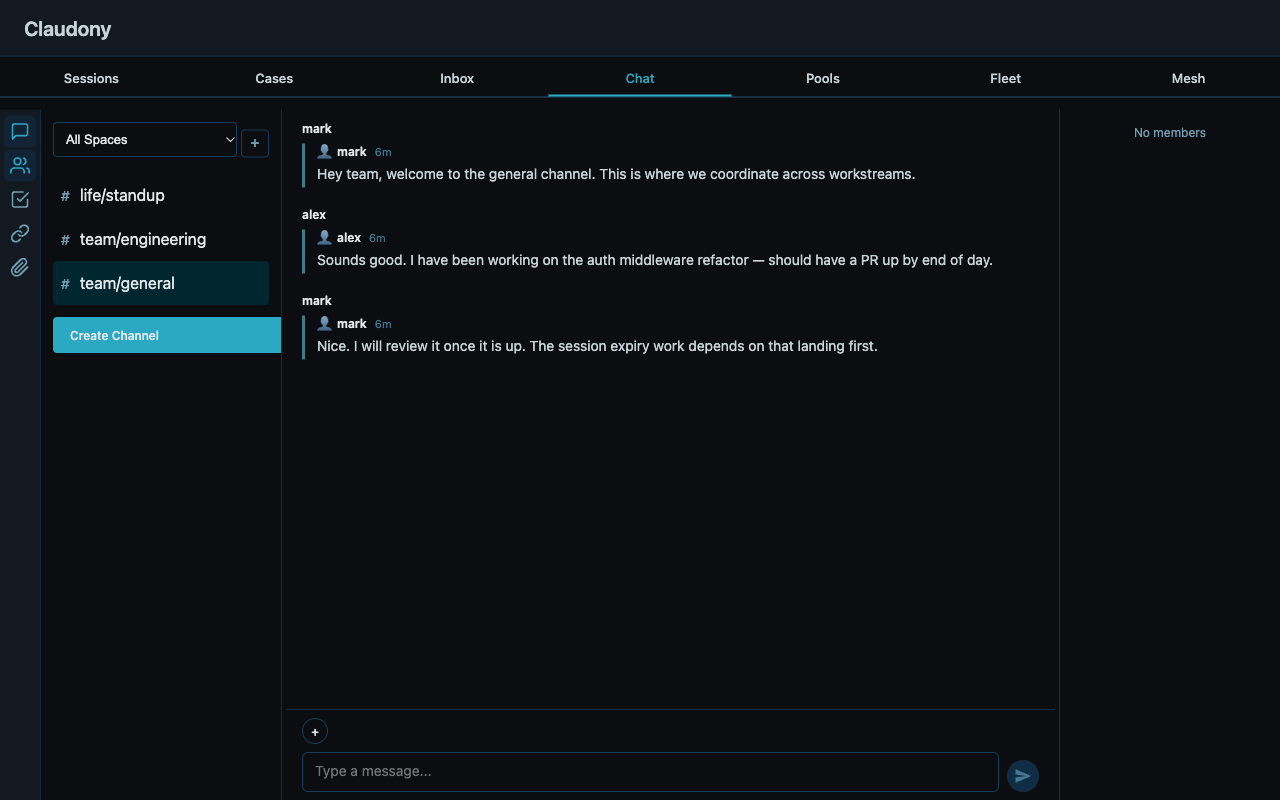 Claudony
Sessions Cases Inbox Chat Pools Fleet Mesh
All Spaces
+
# life/standup
# team/engineering
# team/general
Create Channel
mark
mark 6m
Hey team, welcome to the general channel. This is where we coordinate across workstreams.
alex
alex 6m
Sounds good. I have been working on the auth middleware refactor — should have a PR up by end of day.
mark
mark 6m
Nice. I will review it once it is up. The session expiry work depends on that landing first.
+
Type a message...
No members